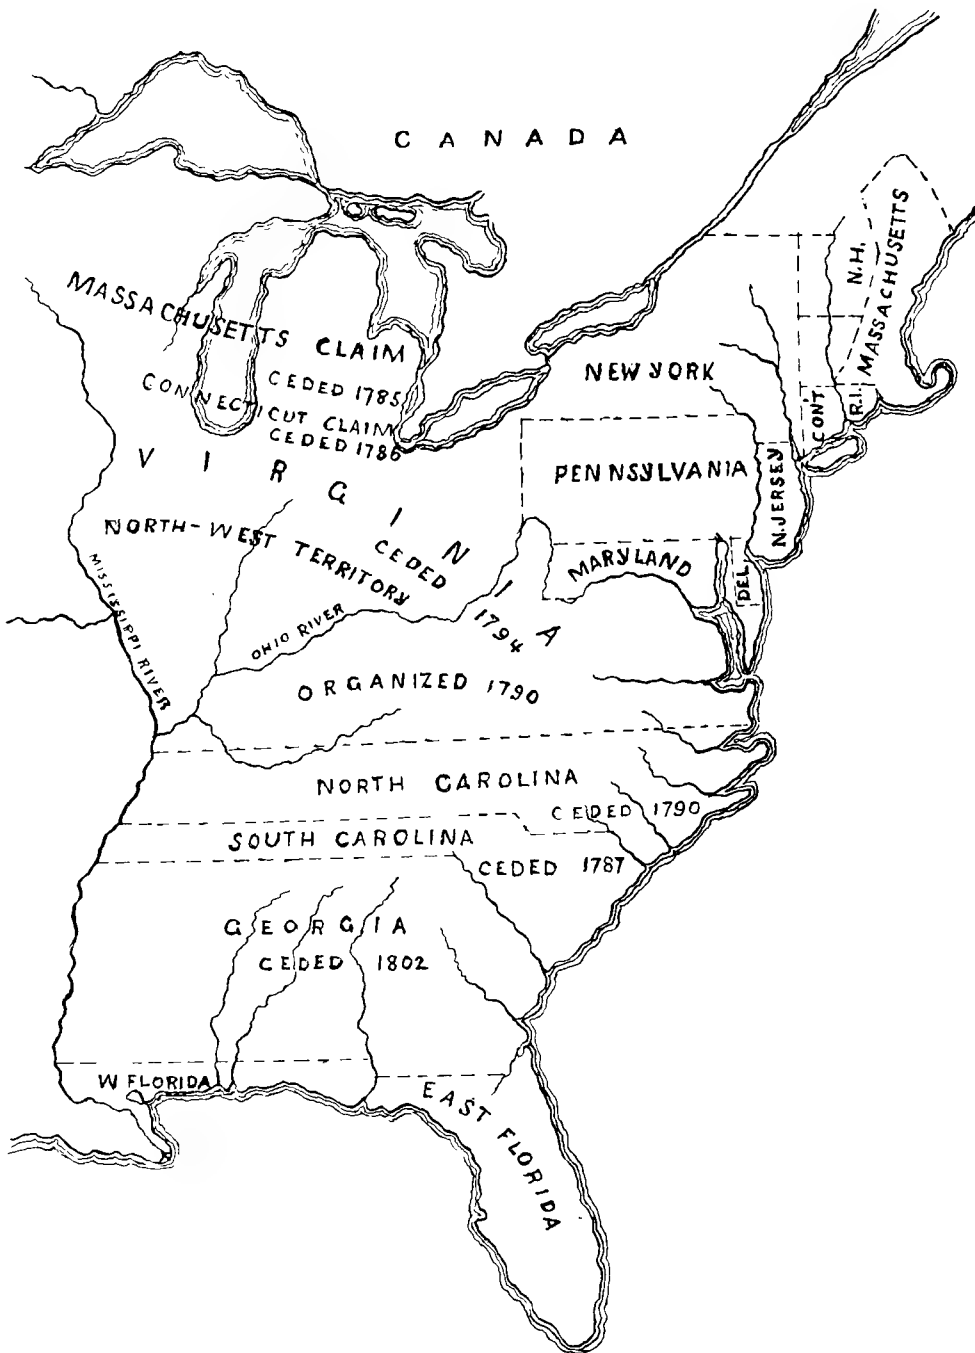 CANADA
MASSACHUSETTS CLAIM
CEDED 1785
CONNECTICUT CLAIM
CEDED 1786
VIRGINIA
CEDED
1794
NORTH-WEST TERRITORY
MISSISSIPPI RIVER
OHIO RIVER
ORGANIZED 1790
N.H.
MASSACHUSETTS
NEW YORK
CONT
R.I.
PENNSYLVANIA
N. JERSEY
MARYLAND
DEL.
NORTH CAROLINA
CEDED 1790
SOUTH CAROLINA
CEDED 1787
GEORGIA
CEDED 1802
W FLORIDA
EAST FLORIDA